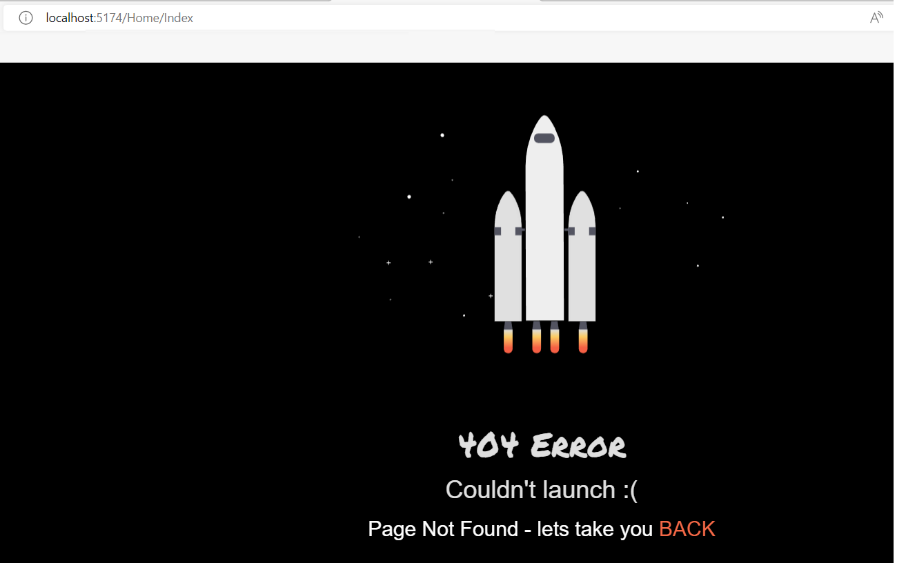 localhost:5174/Home/Index
A
404 Error
Couldn't launch :(
Page Not Found - lets take you BACK